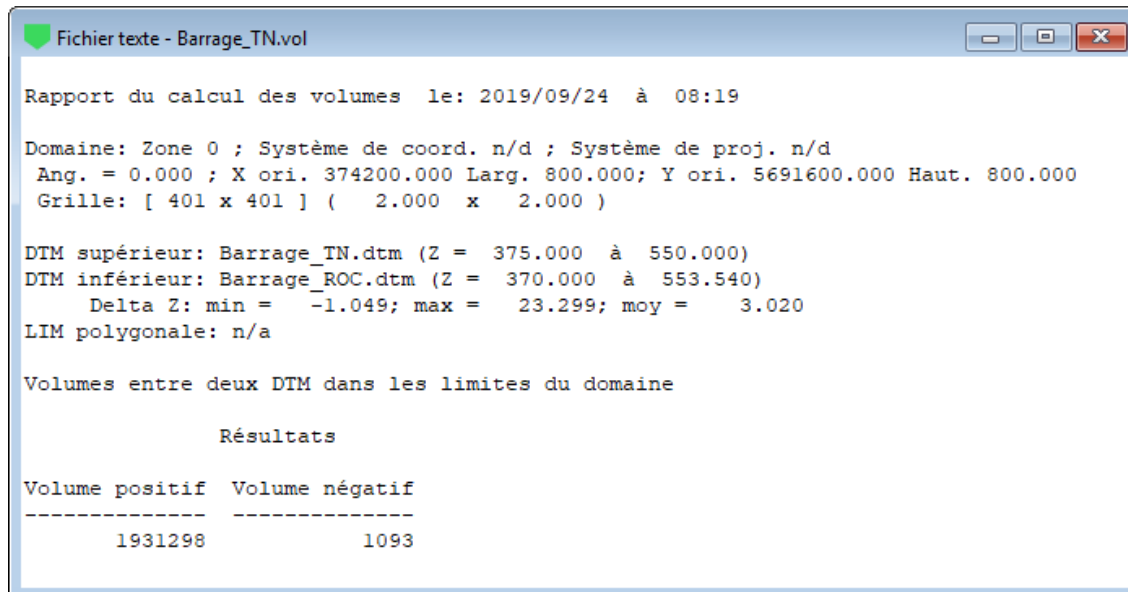 Fichier texte - Barrage_TN.vol
Rapport du calcul des volumes le: 2019/09/24 à 08:19
Domaine: Zone 0 ; Système de coord. n/d ; Système de proj. n/d
Ang. = 0.000 ; X ori. 374200.000 Larg. 800.000; Y ori. 5691600.000 Haut. 800.000
Grille: [ 401 x 401 ] ( 2.000 x 2.000 )
DTM supérieur: Barrage_TN.dtm (Z = 375.000 à 550.000)
DTM inférieur: Barrage_ROC.dtm (Z = 370.000 à 553.540)
Delta Z: min = -1.049; max = 23.299; moy = 3.020
LIM polygonale: n/a
Volumes entre deux DTM dans les limites du domaine
Résultats
Volume positif Volume négatif
-------------- --------------
1931298 1093